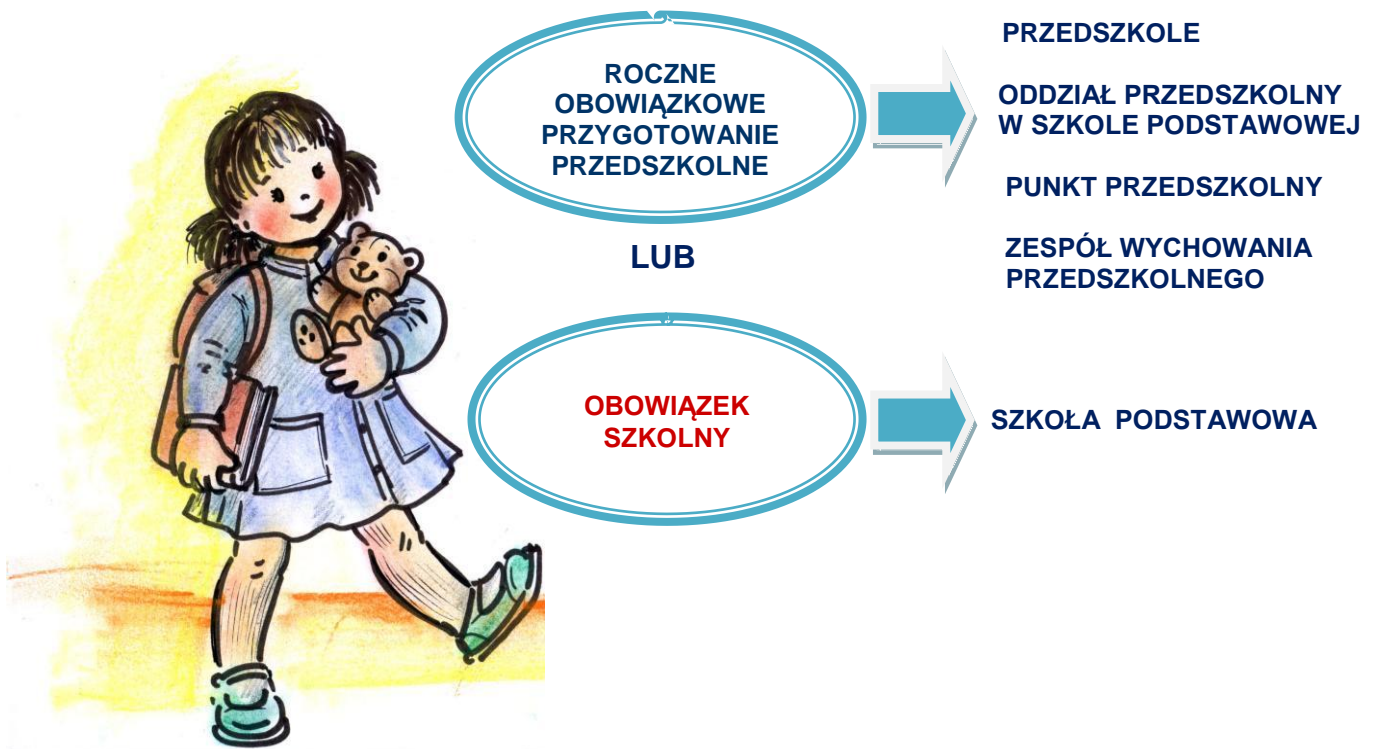 ROCZNE
OBOWIĄZKOWE
PRZYGOTOWANIE
PRZEDSZKOLNE
PRZEDSZKOLE
ODDZIAŁ PRZEDSZKOLNY
W SZKOLE PODSTAWOWEJ
PUNKT PRZEDSZKOLNY
ZESPÓŁ WYCHOWANIA
PRZEDSZKOLNEGO
LUB
OBOWIĄZEK
SZKOLNY
SZKOŁA PODSTAWOWA